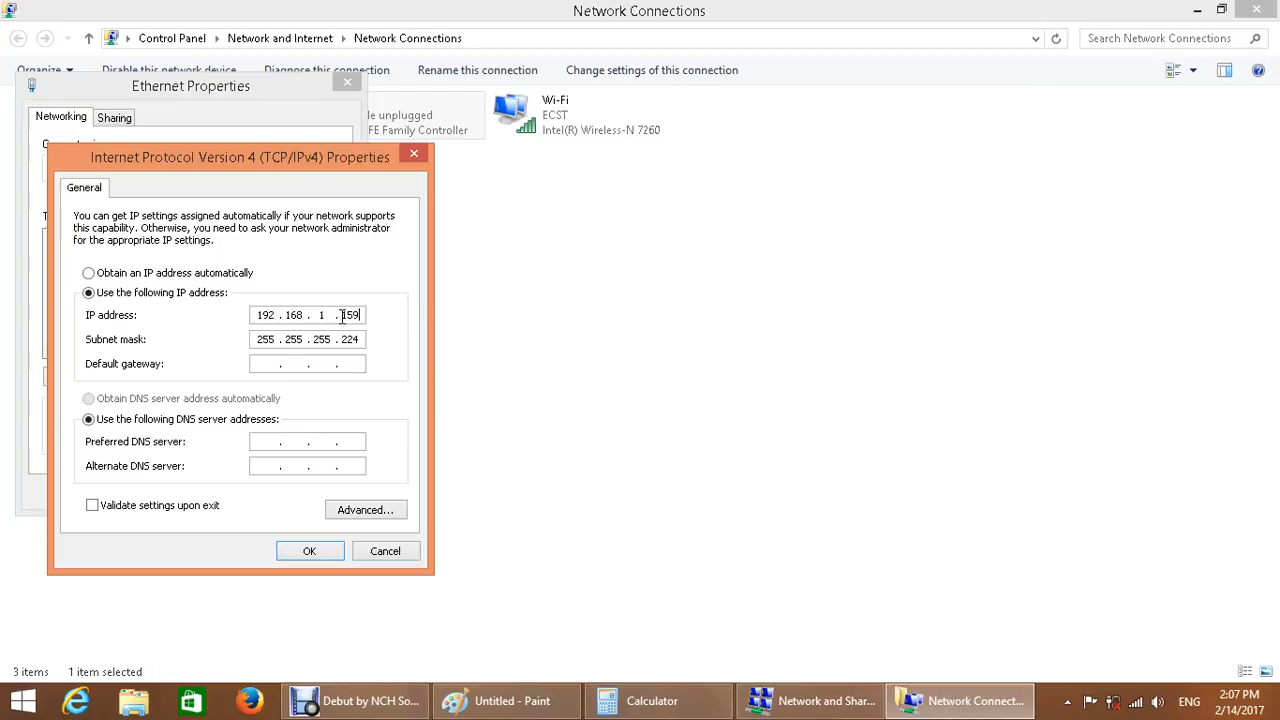 Network Connections
Control Panel
Network and Internet
Network Connections
Search Network Connections
Organize
Disable this network device
Diagnose this connection
Rename this connection
Change settings of this connection
Ethernet Properties
Networking
Sharing
le unplugged
FE Family Controller
Wi-Fi
ECST
Intel(R) Wireless-N 7260
Internet Protocol Version 4 (TCP/IPv4) Properties
General
You can get IP settings assigned automatically if your network supports
this capability. Otherwise, you need to ask your network administrator
for the appropriate IP settings.
Obtain an IP address automatically
Use the following IP address:
IP address: 192 . 168 . 1 . 159
Subnet mask: 255 . 255 . 255 . 224
Default gateway: . . .
Obtain DNS server address automatically
Use the following DNS server addresses:
Preferred DNS server: . . .
Alternate DNS server: . . .
Validate settings upon exit
Advanced...
OK
Cancel
3 items 1 item selected
Debut by NCH So...
Untitled - Paint
Calculator
Network and Shar...
Network Connect...
ENG
2:07 PM
2/14/2017